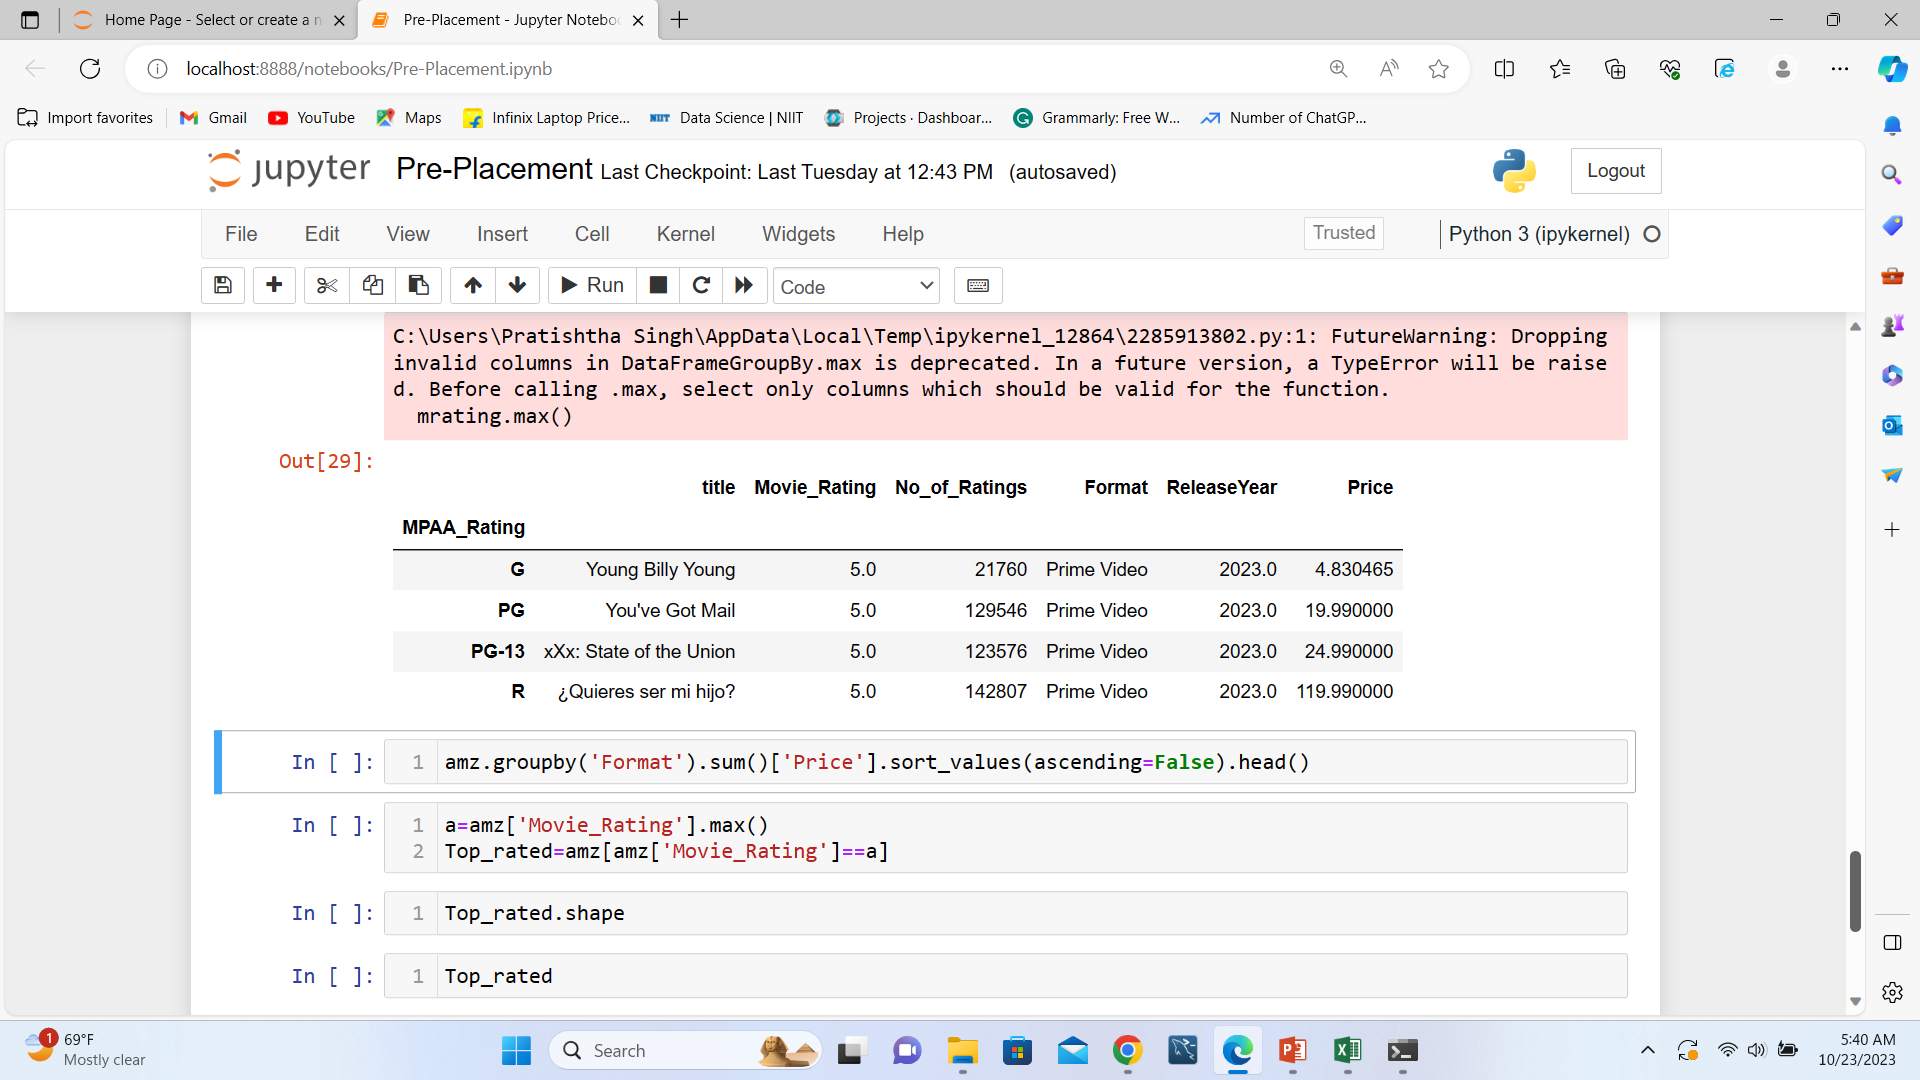 Home Page - Select or create a n
Pre-Placement - Jupyter Notebo
localhost:8888/notebooks/Pre-Placement.ipynb
Import favorites
Gmail
YouTube
Maps
Infinix Laptop Price...
NIIT Data Science | NIIT
Projects · Dashboar...
Grammarly: Free W...
Number of ChatGP...
jupyter Pre-Placement Last Checkpoint: Last Tuesday at 12:43 PM (autosaved)
Logout
File Edit View Insert Cell Kernel Widgets Help
Trusted
Python 3 (ipykernel)
Run
Code
C:\Users\Pratishtha Singh\AppData\Local\Temp\ipykernel_12864\2285913802.py:1: FutureWarning: Dropping
invalid columns in DataFrameGroupBy.max is deprecated. In a future version, a TypeError will be raise
d. Before calling .max, select only columns which should be valid for the function.
mrating.max()
Out[29]:
title Movie_Rating No_of_Ratings Format ReleaseYear Price
MPAA_Rating
G Young Billy Young 5.0 21760 Prime Video 2023.0 4.830465
PG You've Got Mail 5.0 129546 Prime Video 2023.0 19.990000
PG-13 xXx: State of the Union 5.0 123576 Prime Video 2023.0 24.990000
R ¿Quieres ser mi hijo? 5.0 142807 Prime Video 2023.0 119.990000
In [ ]: 1 amz.groupby('Format').sum()['Price'].sort_values(ascending=False).head()
In [ ]: 1 a=amz['Movie_Rating'].max()
2 Top_rated=amz[amz['Movie_Rating']==a]
In [ ]: 1 Top_rated.shape
In [ ]: 1 Top_rated
1
69°F
Mostly clear
Search
5:40 AM
10/23/2023